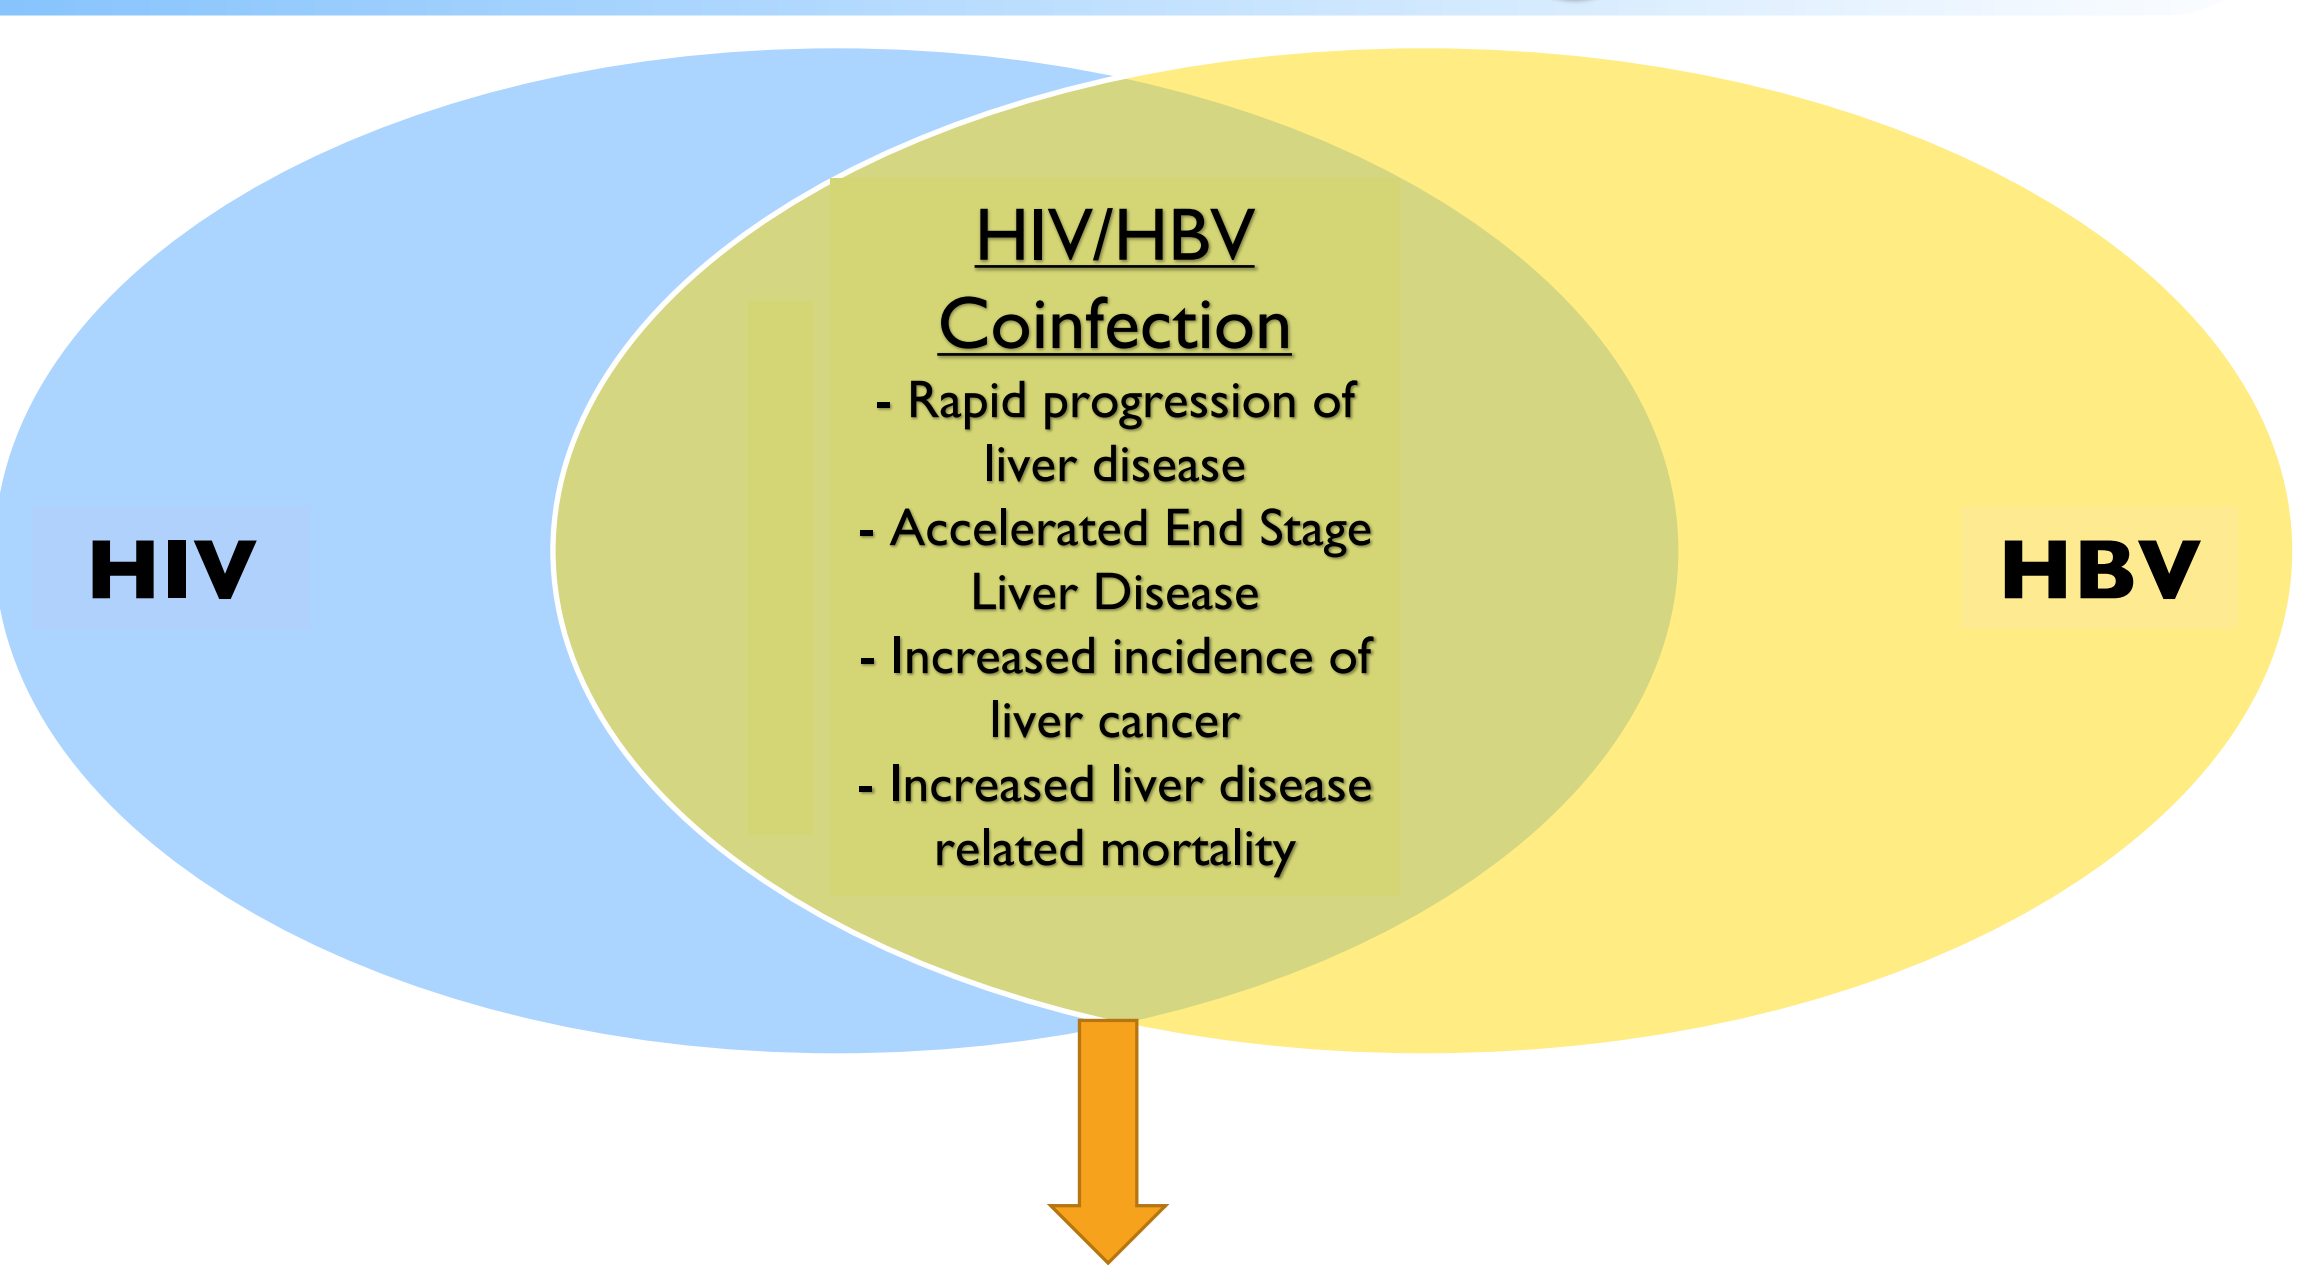 HIV/HBV
Coinfection
- Rapid progression of
liver disease
- Accelerated End Stage
Liver Disease
- Increased incidence of
liver cancer
- Increased liver disease
related mortality
HIV
HBV